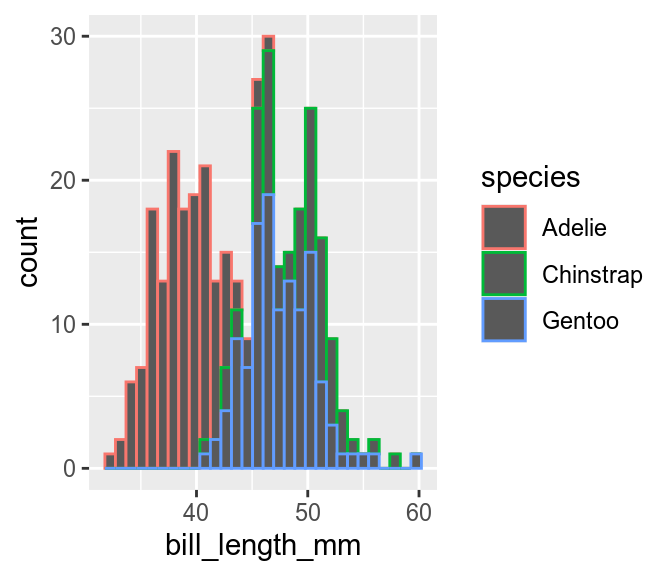 30
20
10
0
count
40 50 60
bill_length_mm
species
Adelie
Chinstrap
Gentoo